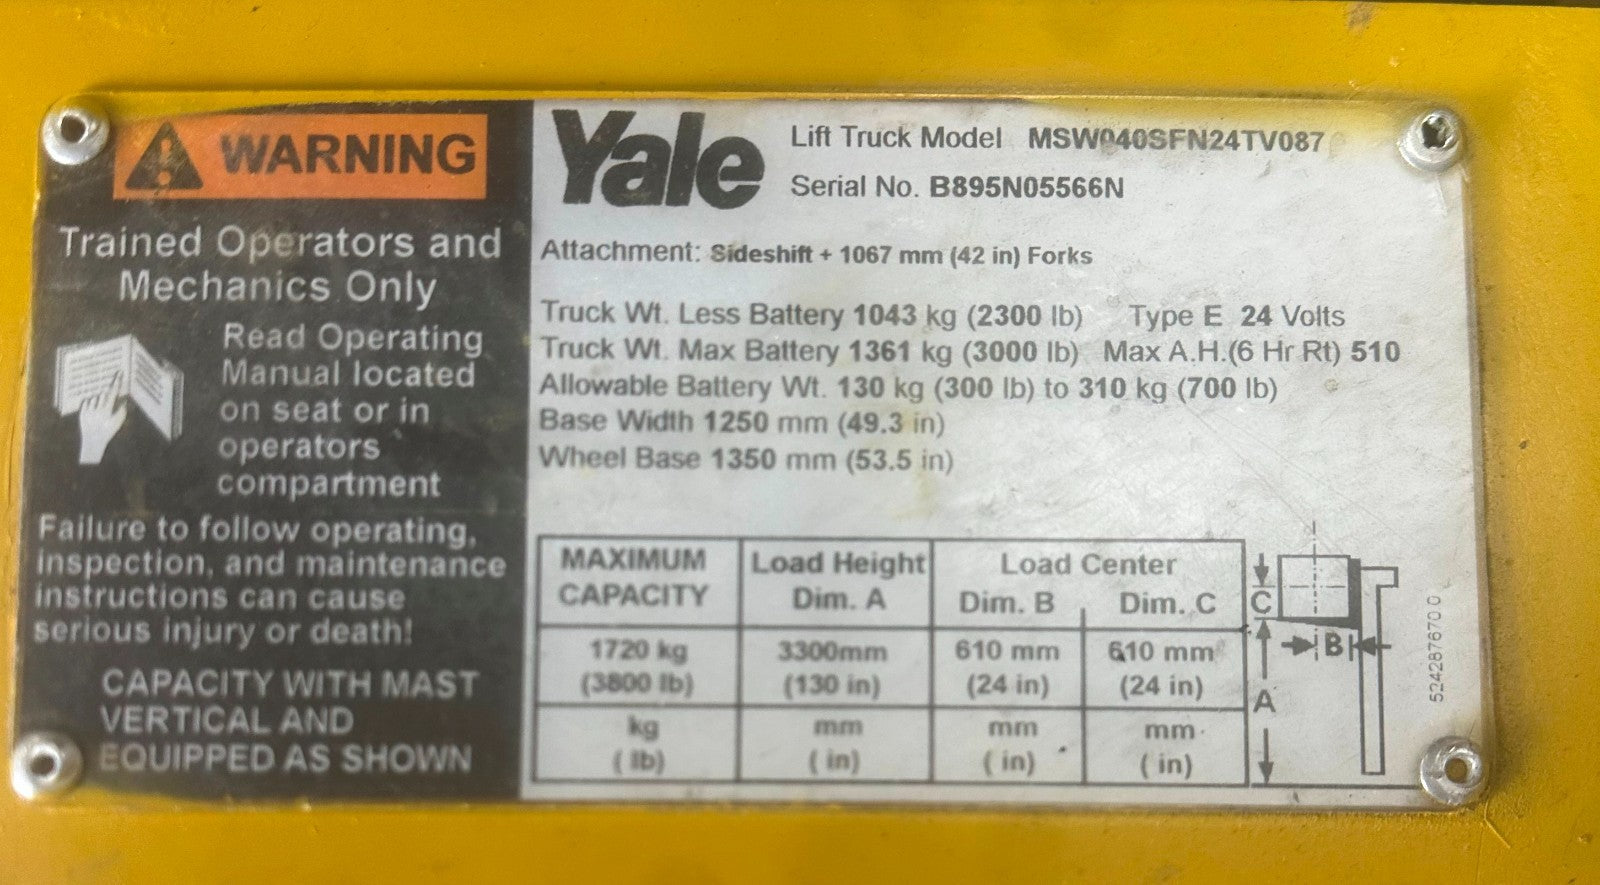 WARNING
Trained Operators and
Mechanics Only
Read Operating
Manual located
on seat or in
operators
compartment
Failure to follow operating,
inspection, and maintenance
instructions can cause
serious injury or death!
CAPACITY WITH MAST
VERTICAL AND
EQUIPPED AS SHOWN
Yale
Lift Truck Model MSW040SFN24TV087
Serial No. B895N05566N
Attachment: Sideshift + 1067 mm (42 in) Forks
Truck Wt. Less Battery 1043 kg (2300 lb) Type E 24 Volts
Truck Wt. Max Battery 1361 kg (3000 lb) Max A.H.(6 Hr Rt) 510
Allowable Battery Wt. 130 kg (300 lb) to 310 kg (700 lb)
Base Width 1250 mm (49.3 in)
Wheel Base 1350 mm (53.5 in)
MAXIMUM Load Height Load Center
CAPACITY Dim. A Dim. B Dim. C
1720 kg 3300mm 610 mm 610 mm
(3800 lb) (130 in) (24 in) (24 in)
kg mm mm mm
( lb) ( in) ( in) ( in)
C
B
A
524287670 0